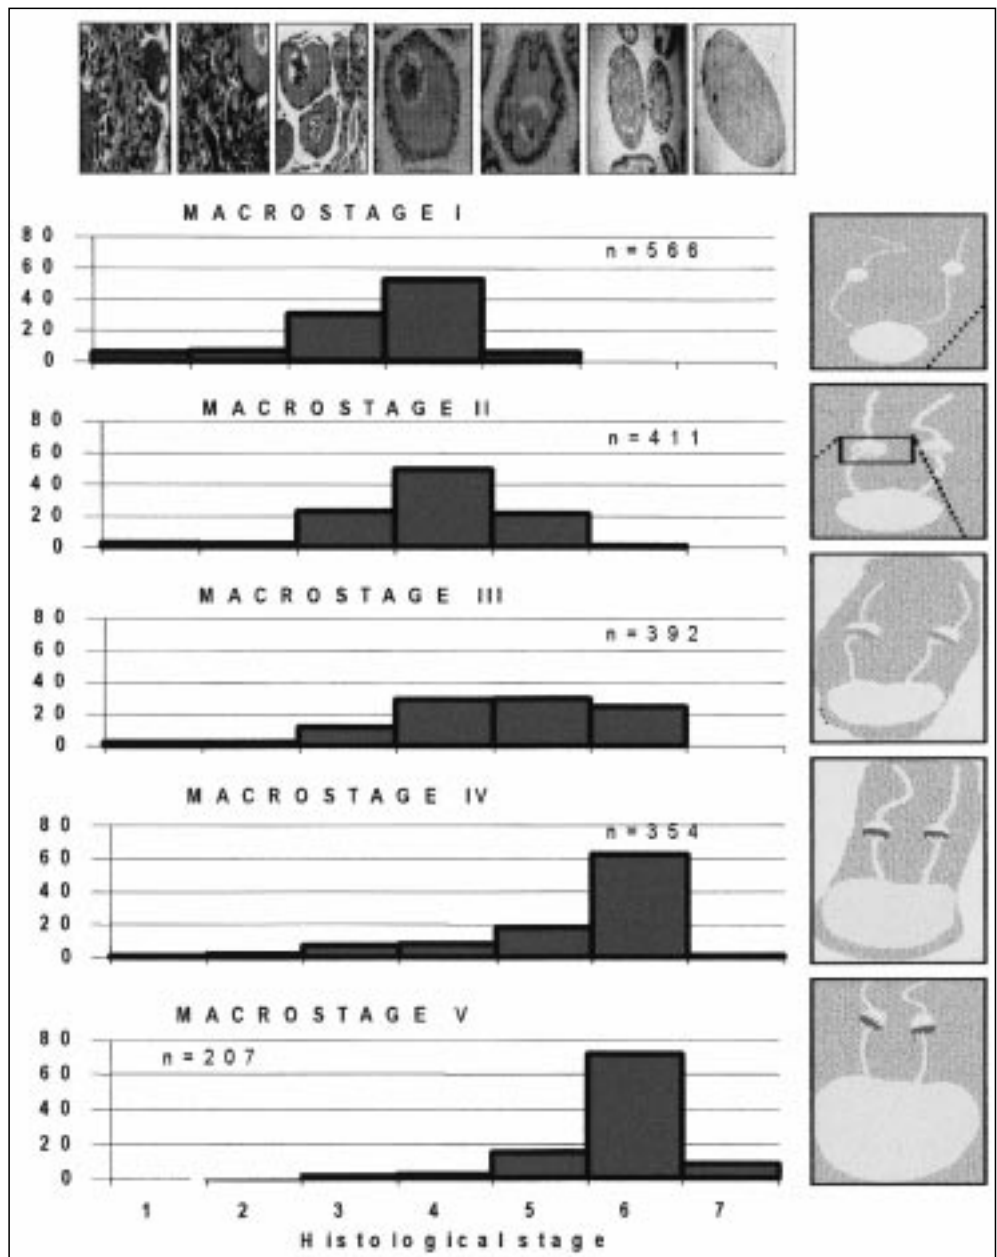 MACROSTAGE I
80
n=566
60
40
20
0
MACROSTAGE II
80
n=411
60
40
20
0
MACROSTAGE III
80
n=392
60
40
20
0
MACROSTAGE IV
80
n=354
60
40
20
0
MACROSTAGE V
80
n=207
60
40
20
0
1 2 3 4 5 6 7
Histological stage